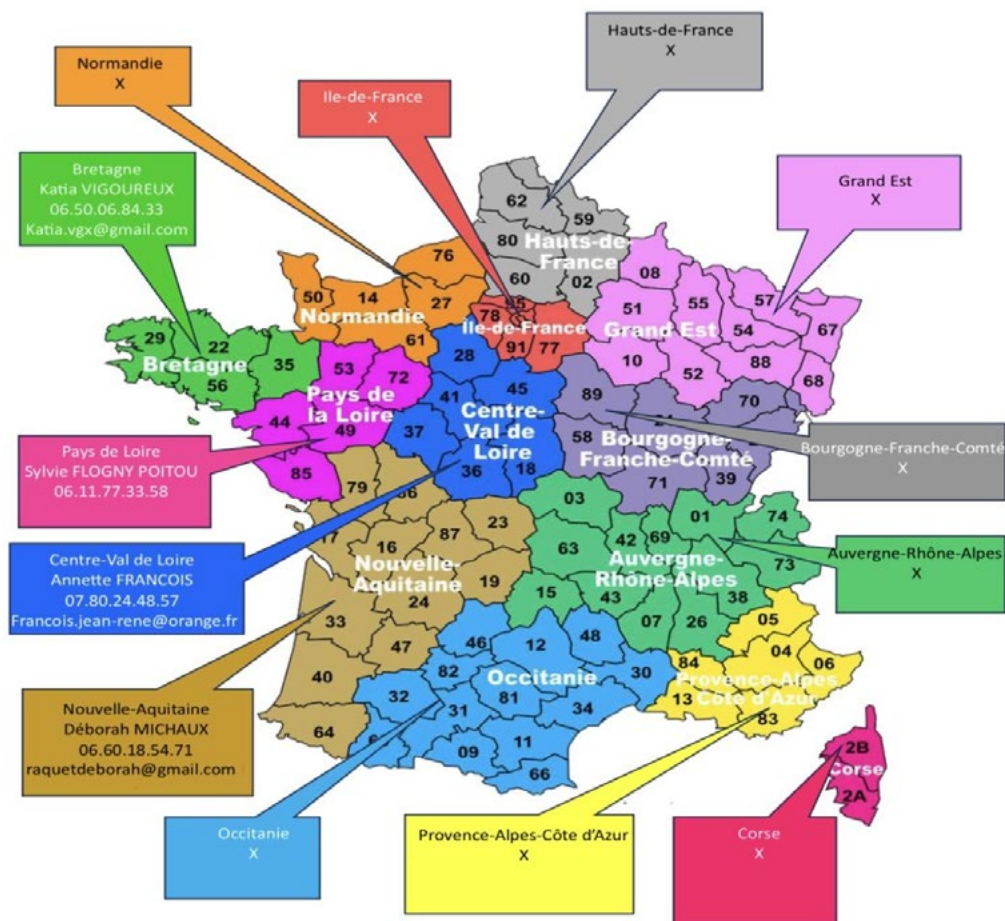 Hauts-de-France
X
Normandie
X
Ile-de-France
X
Bretagne
Katia VIGOUREUX
06.50.06.84.33
Katia.vgx@gmail.com
Grand Est
X
62
59
80
Hauts-de-
France
60
02
76
50
14
27
Normandie
61
78
Île-de-France
91
77
08
51
55
57
54
67
Grand Est
10
52
88
68
29
22
35
Bretagne
56
53
72
Pays de
la Loire
44
49
85
28
45
41
Centre-
Val de
Loire
37
36
18
89
70
58
Bourgogne-
Franche-Comté
71
39
Pays de Loire
Sylvie FLOGNY POITOU
06.11.77.33.58
Bourgogne-Franche-Comté
X
79
23
87
16
Nouvelle-
Aquitaine
19
24
33
47
40
64
03
01
74
42
69
63
Auvergne-
Rhône-Alpes
73
15
43
38
07
26
Centre-Val de Loire
Annette FRANCOIS
07.80.24.48.57
Francois.jean-rene@orange.fr
Auvergne-Rhône-Alpes
X
46
12
48
82
30
Occitanie
32
81
34
31
11
09
66
05
04
84
06
Provence-Alpes
Côte d'Azur
13
83
Nouvelle-Aquitaine
Déborah MICHAUX
06.60.18.54.71
raquetdeborah@gmail.com
2B
Corse
2A
Occitanie
X
Provence-Alpes-Côte d'Azur
X
Corse
X